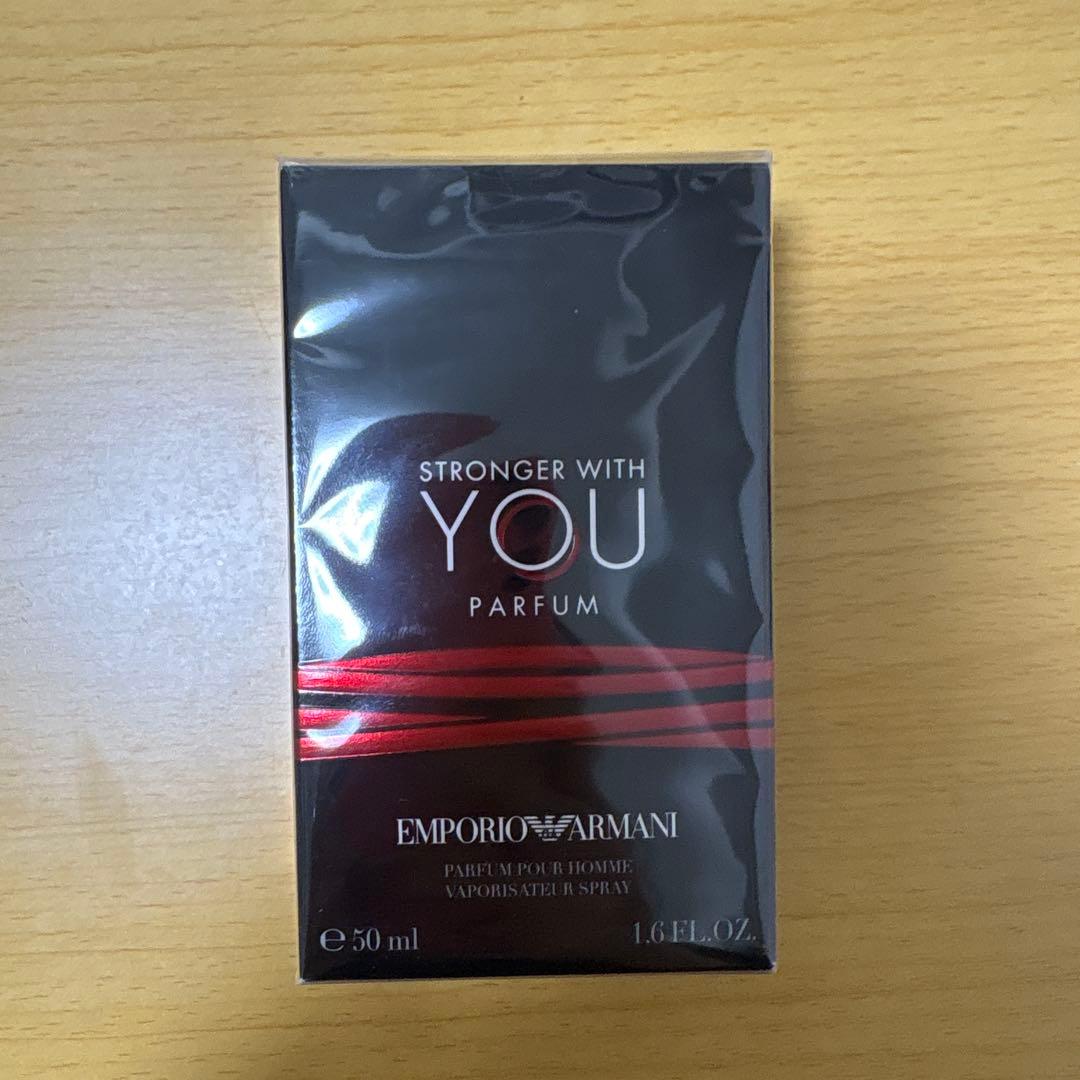 STRONGER WITH
YOU
PARFUM
EMPORIO ARMANI
PARFUM POUR HOMME
VAPORISATEUR SPRAY
℮ 50 ml
1.6 FL.OZ.